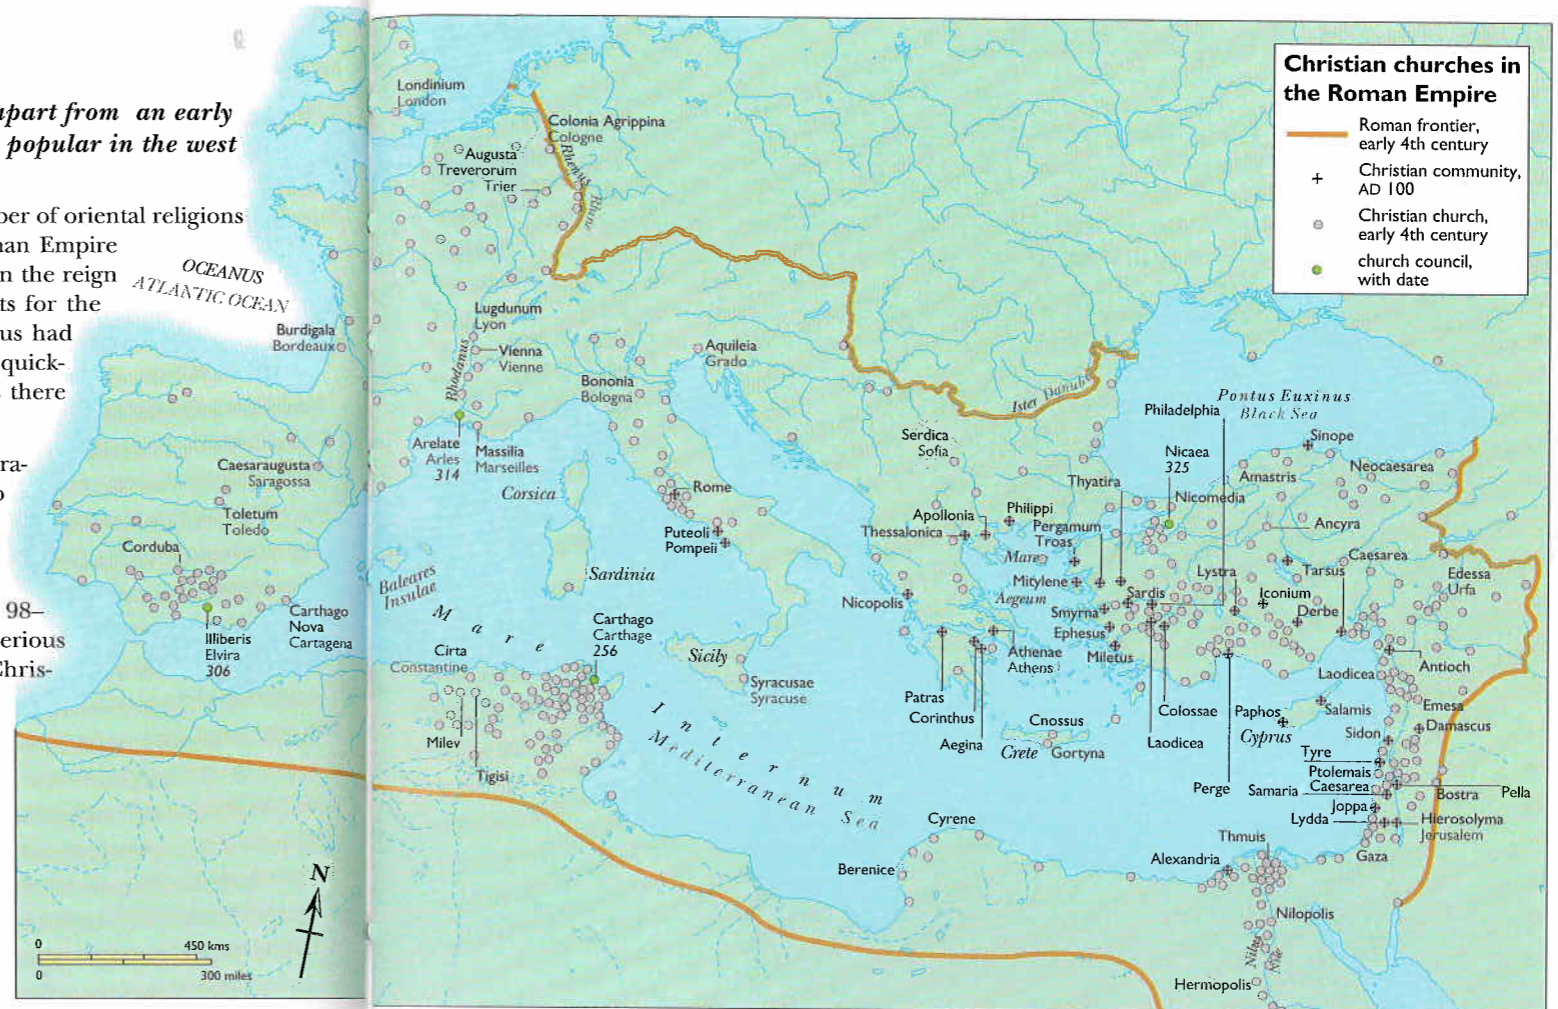 apart from an early
popular in the west
ber of oriental religions
nan Empire
n the reign
ts for the
us had
quick-
there
ra-
98–
erious
Chris-
OCEANUS
ATLANTIC OCEAN
Christian churches in
the Roman Empire
Roman frontier,
early 4th century
Christian community,
AD 100
Christian church,
early 4th century
church council,
with date
Londinium
London
Colonia Agrippina
Cologne
Augusta
Treverorum
Trier
Rhenus
Rhine
Lugdunum
Lyon
Vienna
Vienne
Rhodanus
Burdigala
Bordeaux
Aquileia
Grado
Bononia
Bologna
Arelate
Arles
314
Massilia
Marseilles
Corsica
Rome
Puteoli
Pompeii
Sardinia
Baleares
Insulae
Caesaraugusta
Saragossa
Toletum
Toledo
Corduba
Illiberis
Elvira
306
Carthago
Nova
Cartagena
Cirta
Constantine
Carthago
Carthage
256
Milev
Tigisi
Sicily
Syracusae
Syracuse
Mare
Internum
Mediterranean Sea
Ister Danube
Pontus Euxinus
Black Sea
Serdica
Sofia
Philadelphia
Nicaea
325
Sinope
Amastris
Neocaesarea
Thyatira
Nicomedia
Ancyra
Apollonia
Philippi
Thessalonica
Pergamum
Troas
Mare
Aegeum
Mitylene
Nicopolis
Smyrna
Sardis
Ephesus
Miletus
Lystra
Iconium
Tarsus
Caesarea
Derbe
Edessa
Urfa
Athenae
Athens
Patras
Corinthus
Aegina
Cnossus
Crete
Gortyna
Colossae
Laodicea
Perge
Paphos
Salamis
Cyprus
Laodicea
Antioch
Emesa
Sidon
Damascus
Tyre
Ptolemais
Caesarea
Samaria
Bostra
Pella
Joppa
Lydda
Hierosolyma
Jerusalem
Gaza
Cyrene
Berenice
Thmuis
Alexandria
Nilopolis
Nilus
Nile
Hermopolis
N
0
450 kms
0
300 miles